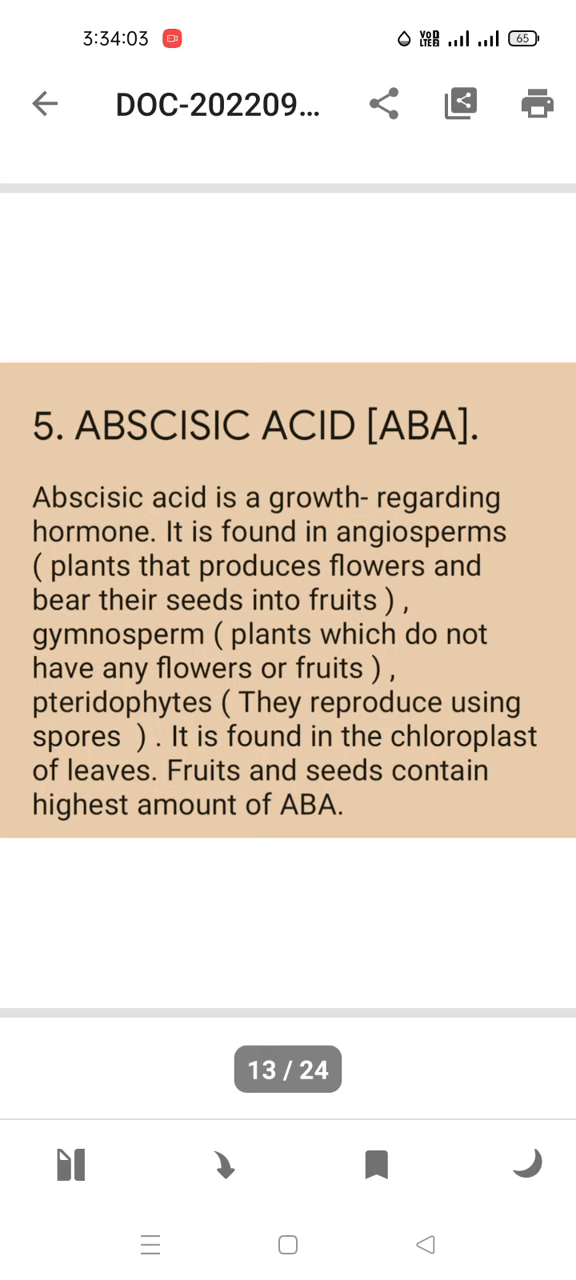 3:34:03
VoD LTE2 65
DOC-202209...
5. ABSCISIC ACID [ABA].
Abscisic acid is a growth- regarding
hormone. It is found in angiosperms
( plants that produces flowers and
bear their seeds into fruits ) ,
gymnosperm ( plants which do not
have any flowers or fruits ) ,
pteridophytes ( They reproduce using
spores  ) . It is found in the chloroplast
of leaves. Fruits and seeds contain
highest amount of ABA.
13 / 24